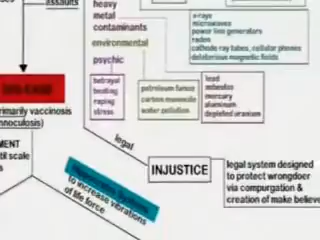 assaults
heavy
metal
contaminants
environmental
psychic
x-rays
microwaves
power line generators
radon
cathode ray tubes, cellular phones
deleterious magnetic fields
betrayal
beating
raping
stress
petroleum fumes
carbon monoxide
water pollution
lead
asbestos
mercury
aluminum
depleted uranium
primarily vaccinosis
innoculosis)
MENT
til scale
legal
INJUSTICE
legal system designed
to protect wrongdoer
via compurgation &
creation of make believe
to increase vibrations
of life force